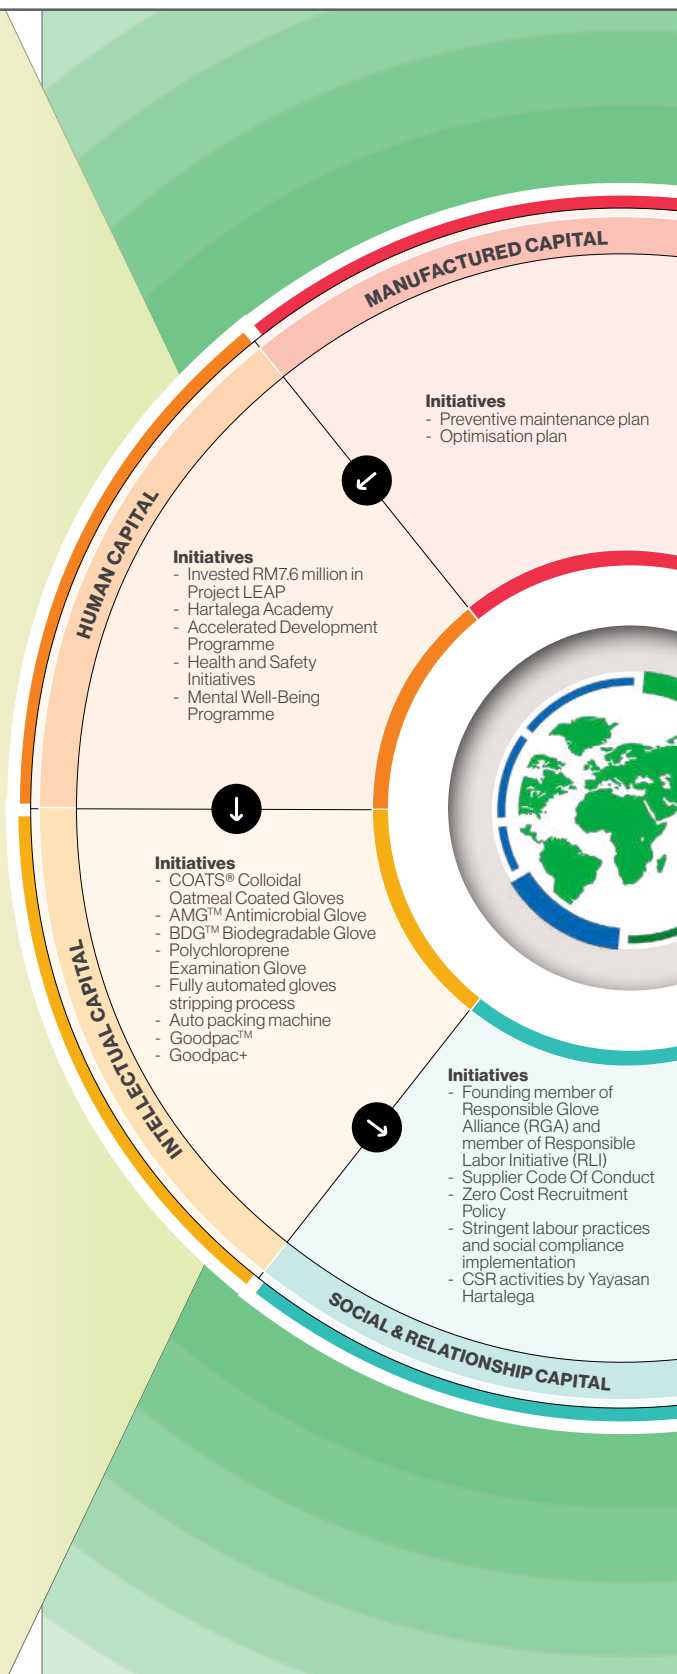 MANUFACTURED CAPITAL
Initiatives
- Preventive maintenance plan
- Optimisation plan
HUMAN CAPITAL
Initiatives
- Invested RM7.6 million in
Project LEAP
- Hartalega Academy
- Accelerated Development
Programme
- Health and Safety
Initiatives
- Mental Well-Being
Programme
INTELLECTUAL CAPITAL
Initiatives
- COATS® Colloidal
Oatmeal Coated Gloves
- AMG™ Antimicrobial Glove
- BDG™ Biodegradable Glove
- Polychloroprene
Examination Glove
- Fully automated gloves
stripping process
- Auto packing machine
- Goodpac™
- Goodpac+
Initiatives
- Founding member of
Responsible Glove
Alliance (RGA) and
member of Responsible
Labor Initiative (RLI)
- Supplier Code Of Conduct
- Zero Cost Recruitment
Policy
- Stringent labour practices
and social compliance
implementation
- CSR activities by Yayasan
Hartalega
SOCIAL & RELATIONSHIP CAPITAL